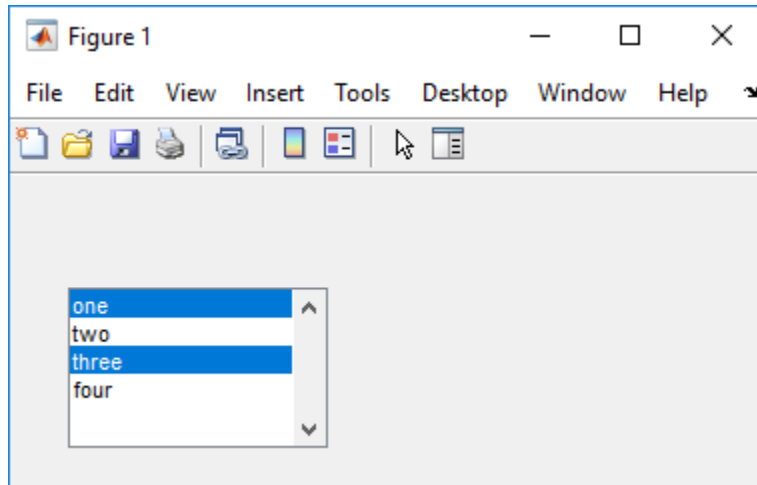 Figure 1
File Edit View Insert Tools Desktop Window Help
one
two
three
four